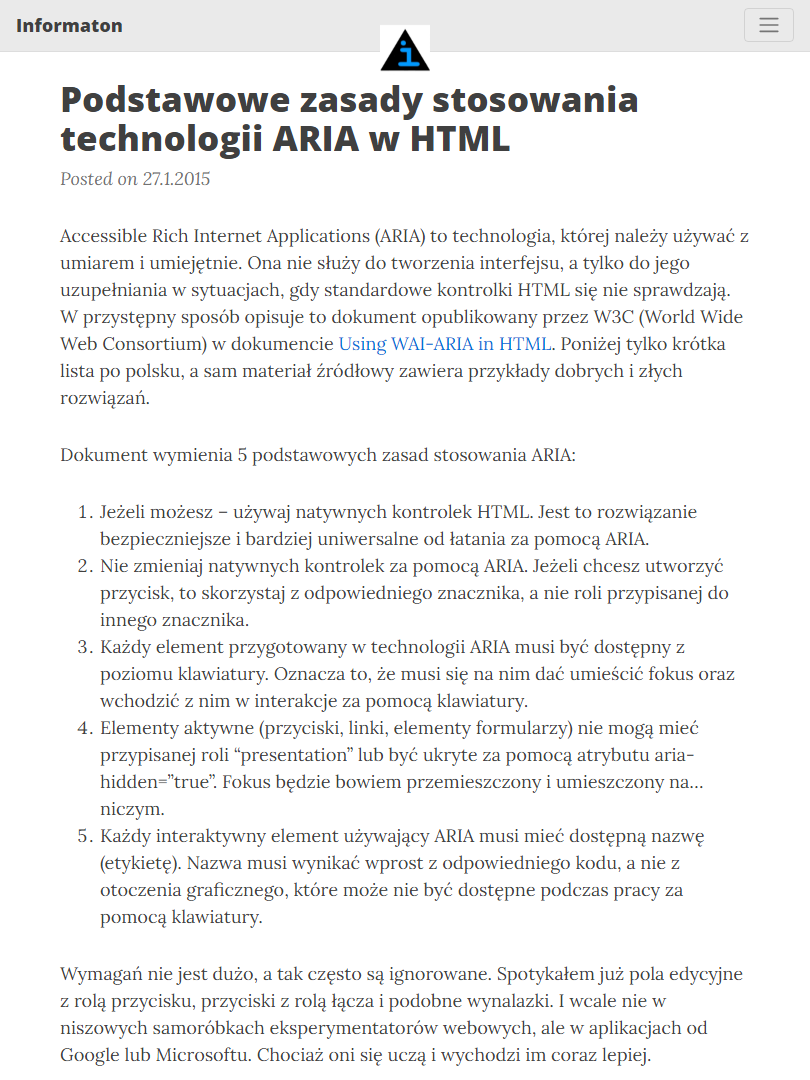 Informaton
i
Podstawowe zasady stosowania
technologii ARIA w HTML
Posted on 27.1.2015
Accessible Rich Internet Applications (ARIA) to technologia, której należy używać z
umiarem i umiejętnie. Ona nie służy do tworzenia interfejsu, a tylko do jego
uzupełniania w sytuacjach, gdy standardowe kontrolki HTML się nie sprawdzają.
W przystępny sposób opisuje to dokument opublikowany przez W3C (World Wide
Web Consortium) w dokumencie Using WAI-ARIA in HTML. Poniżej tylko krótka
lista po polsku, a sam materiał źródłowy zawiera przykłady dobrych i złych
rozwiązań.
Dokument wymienia 5 podstawowych zasad stosowania ARIA:
1. Jeżeli możesz – używaj natywnych kontrolek HTML. Jest to rozwiązanie
bezpieczniejsze i bardziej uniwersalne od łatania za pomocą ARIA.
2. Nie zmieniaj natywnych kontrolek za pomocą ARIA. Jeżeli chcesz utworzyć
przycisk, to skorzystaj z odpowiedniego znacznika, a nie roli przypisanej do
innego znacznika.
3. Każdy element przygotowany w technologii ARIA musi być dostępny z
poziomu klawiatury. Oznacza to, że musi się na nim dać umieścić fokus oraz
wchodzić z nim w interakcje za pomocą klawiatury.
4. Elementy aktywne (przyciski, linki, elementy formularzy) nie mogą mieć
przypisanej roli “presentation” lub być ukryte za pomocą atrybutu aria-
hidden=”true”. Fokus będzie bowiem przemieszczony i umieszczony na…
niczym.
5. Każdy interaktywny element używający ARIA musi mieć dostępną nazwę
(etykietę). Nazwa musi wynikać wprost z odpowiedniego kodu, a nie z
otoczenia graficznego, które może nie być dostępne podczas pracy za
pomocą klawiatury.
Wymagań nie jest dużo, a tak często są ignorowane. Spotykałem już pola edycyjne
z rolą przycisku, przyciski z rolą łącza i podobne wynalazki. I wcale nie w
niszowych samoróbkach eksperymentatorów webowych, ale w aplikacjach od
Google lub Microsoftu. Chociaż oni się uczą i wychodzi im coraz lepiej.